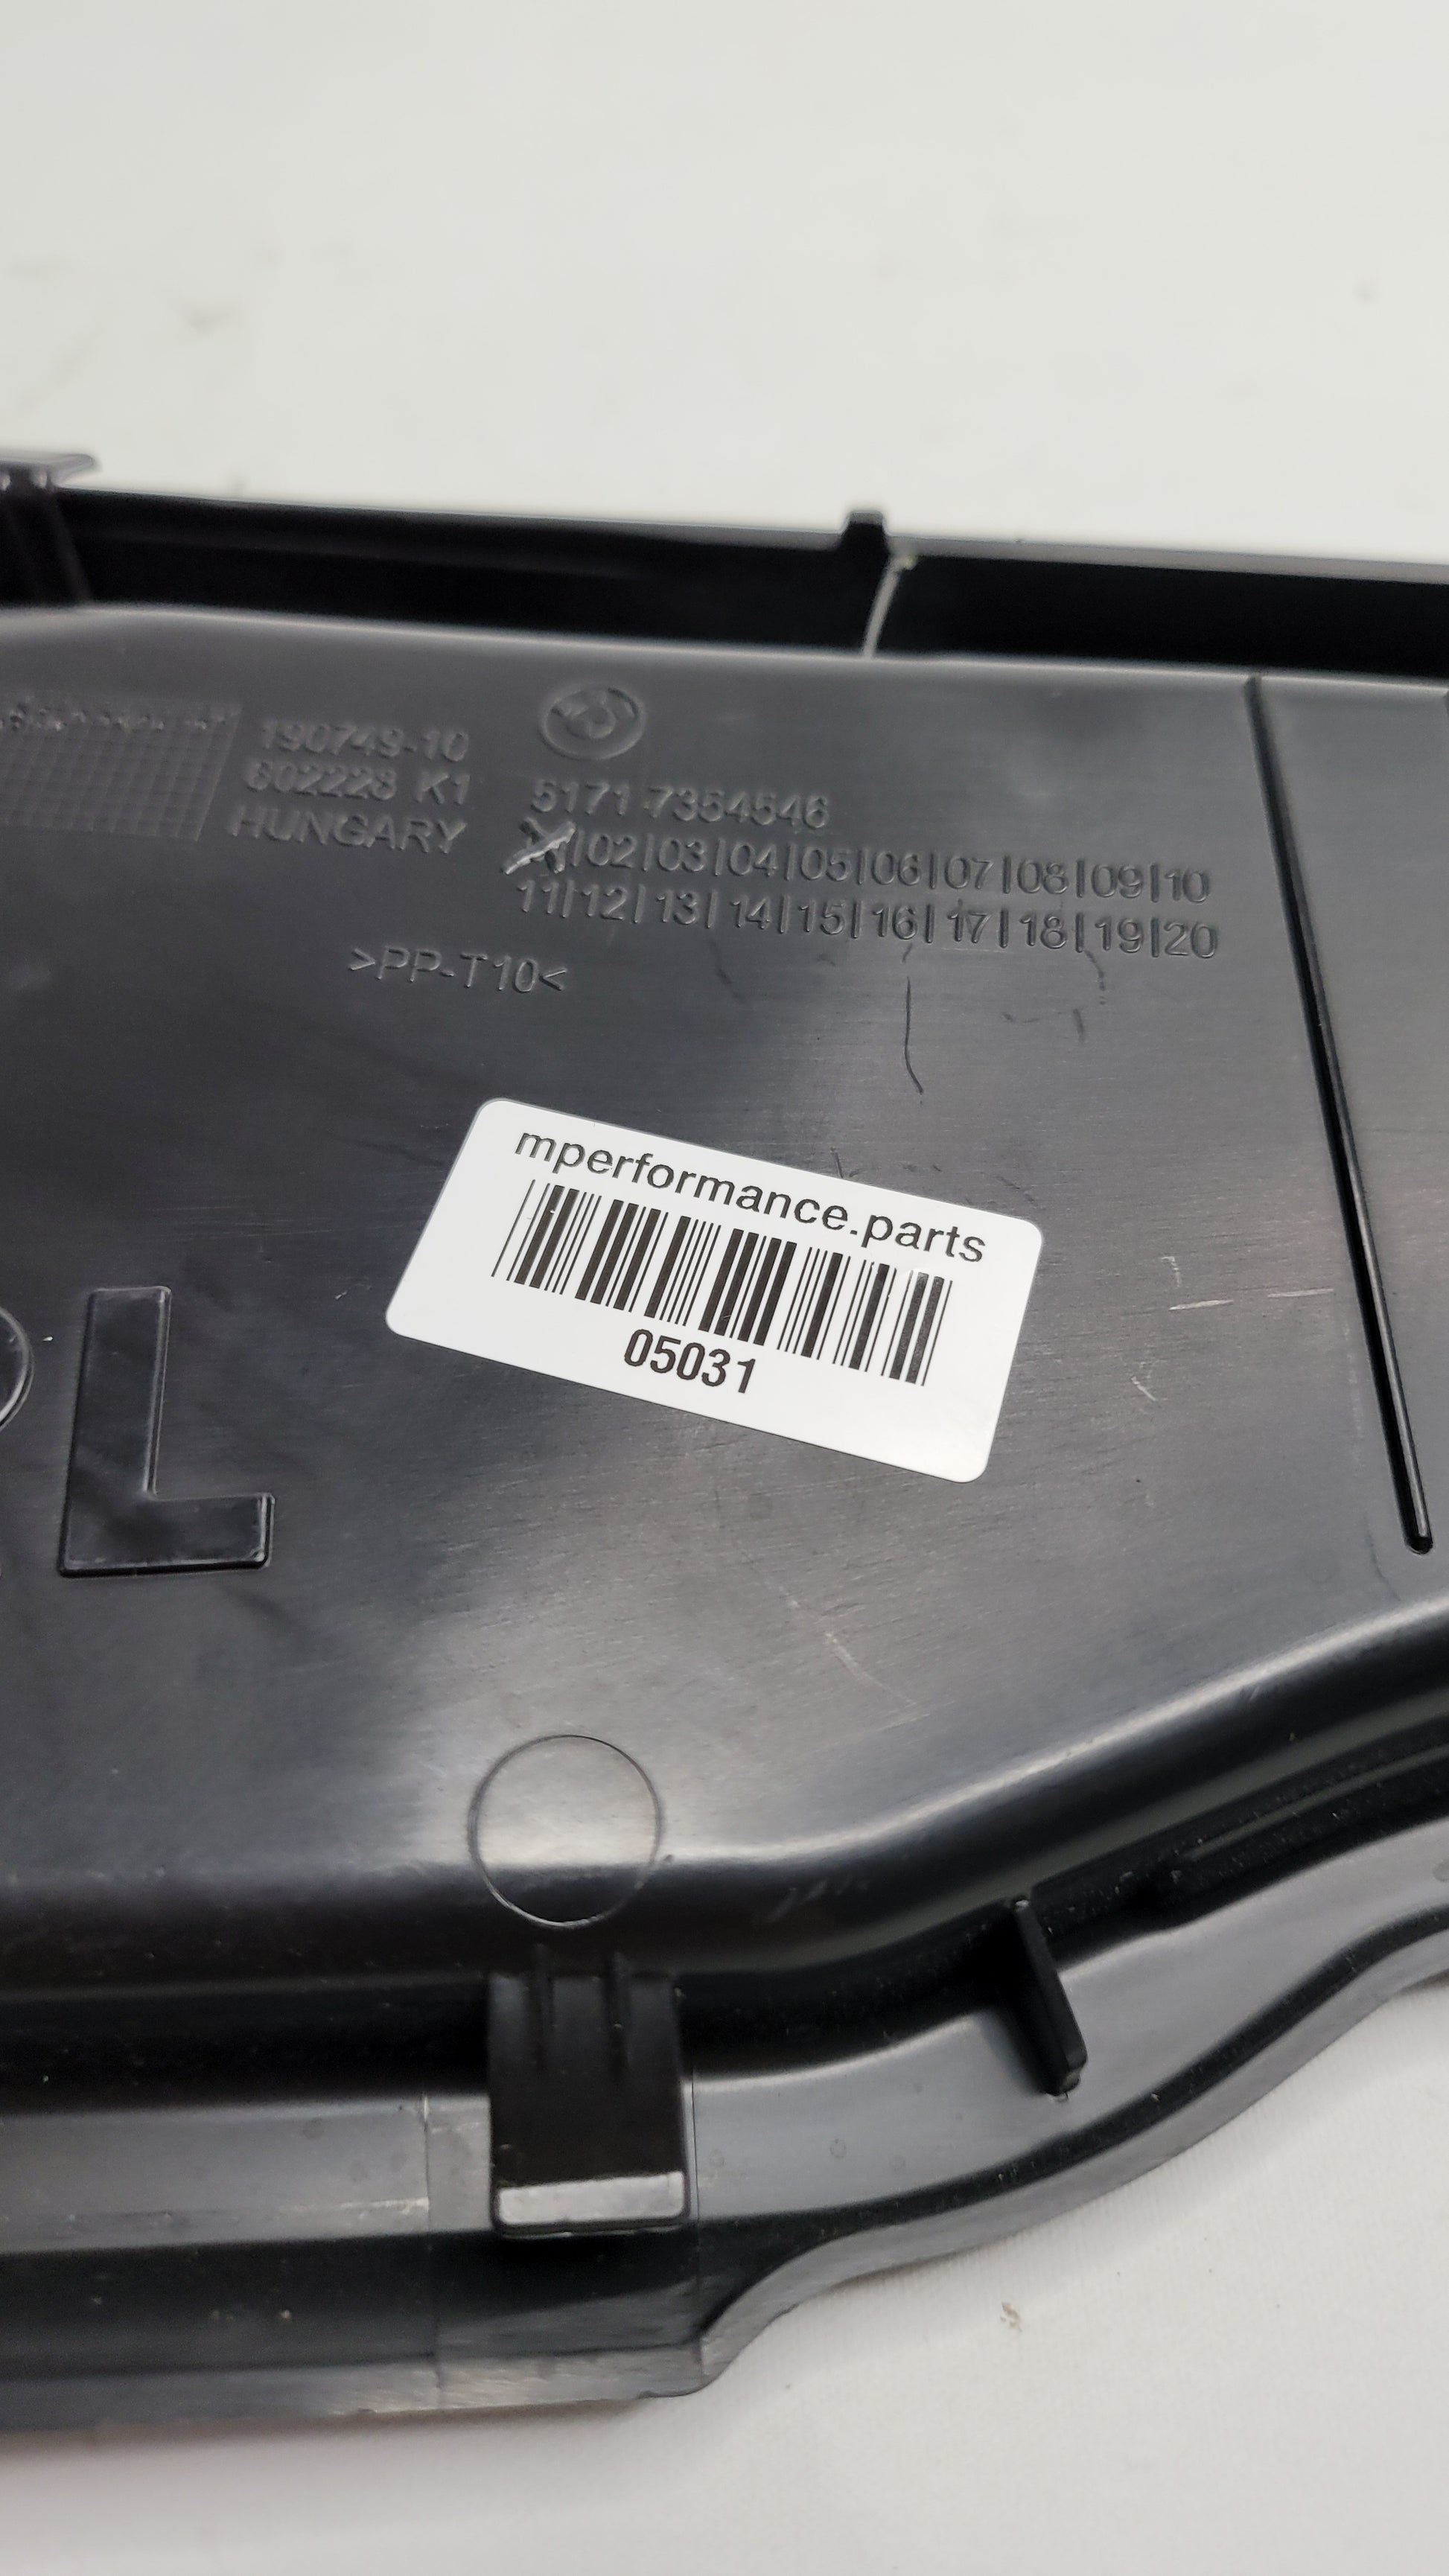 190749-10
602228 K1
HUNGARY
5171 7354546
|02|03|04|05|06|07|08|09|10
11|12|13|14|15|16|17|18|19|20
>PP-T10<
mperformance.parts
05031
L